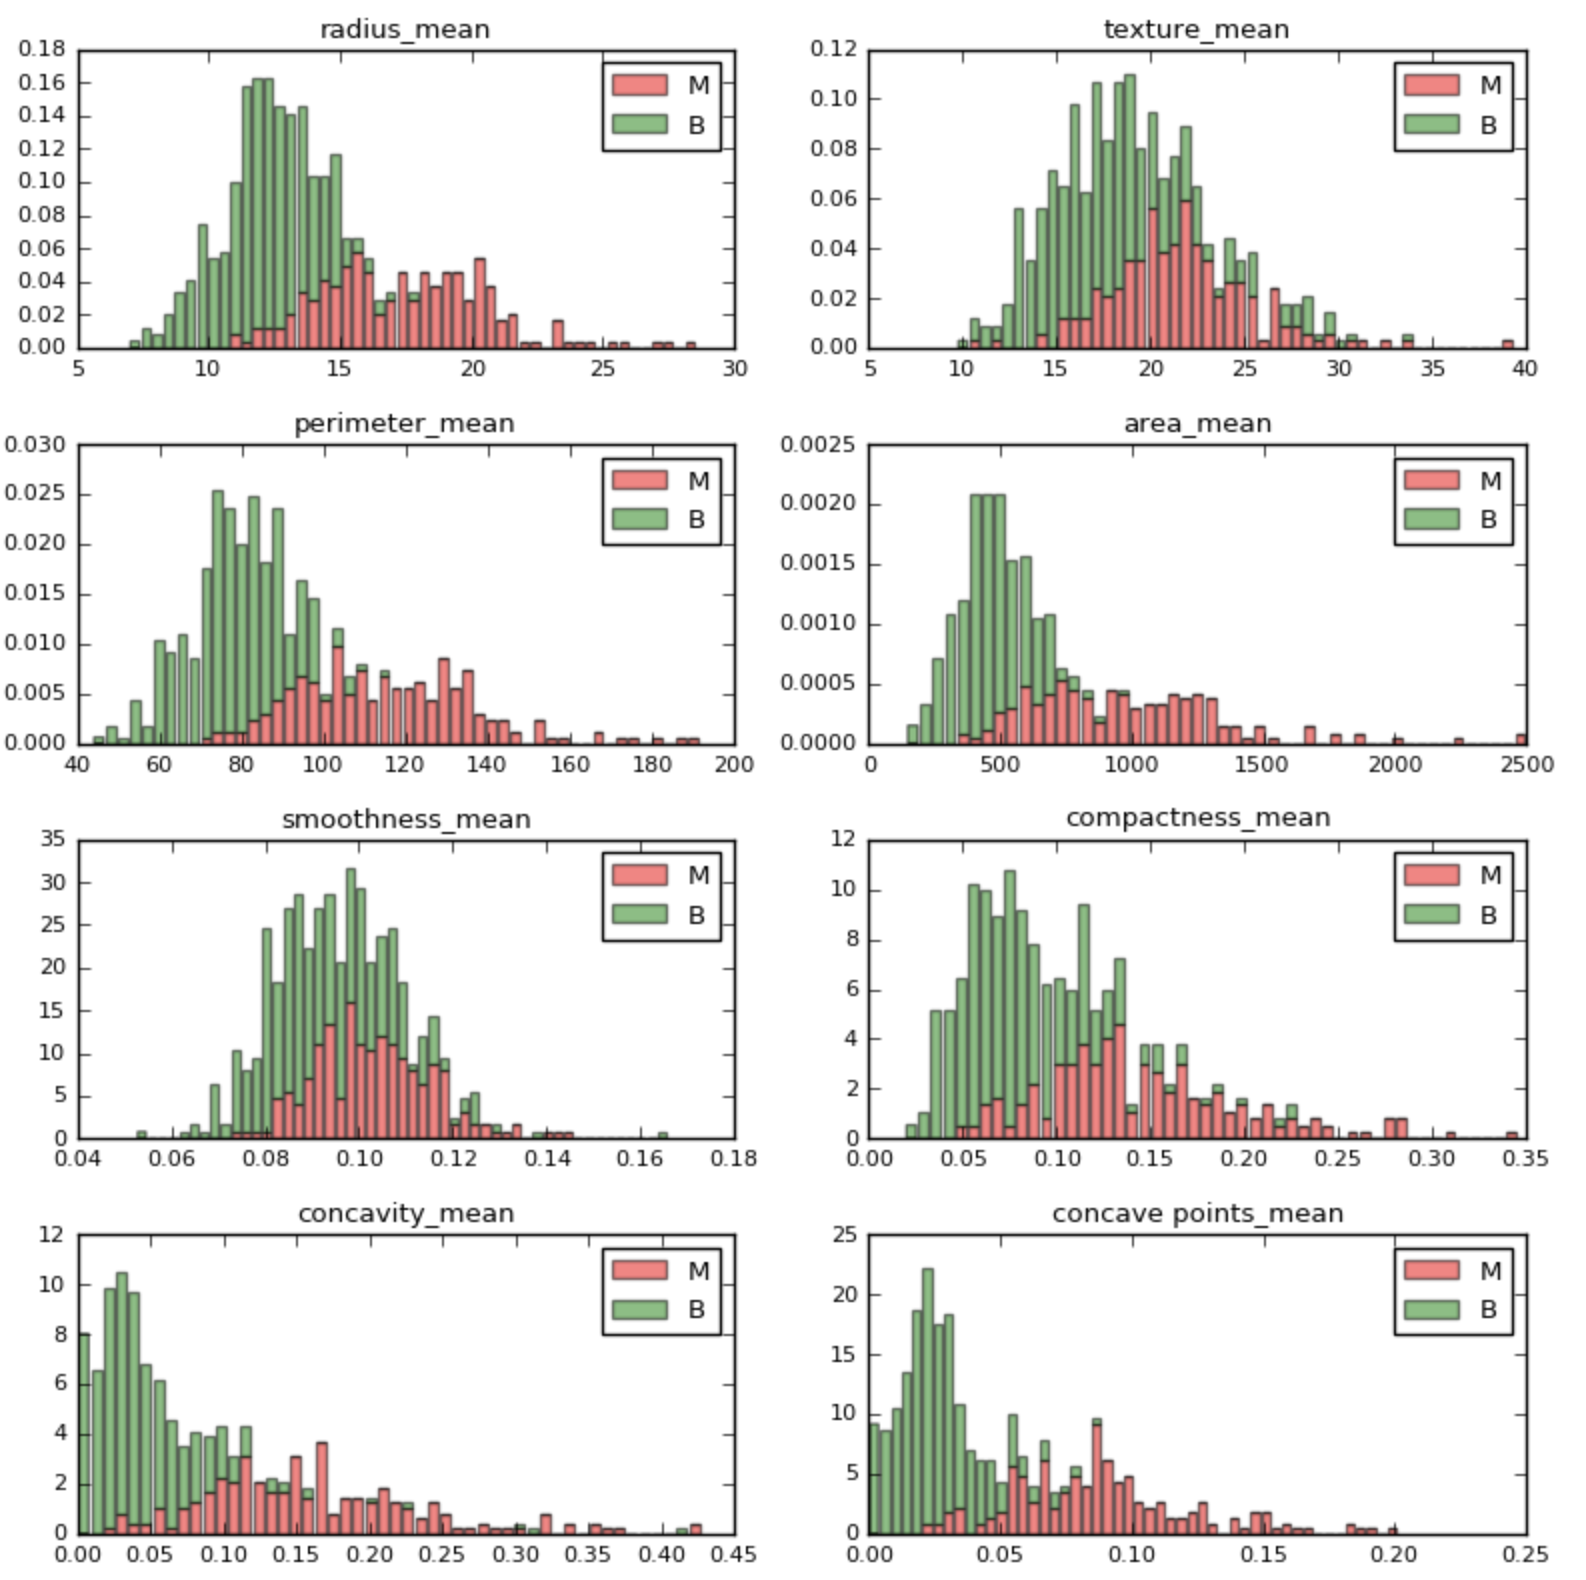 radius_mean
0.18
0.16
0.14
0.12
0.10
0.08
0.06
0.04
0.02
0.00
5 10 15 20 25 30
M
B
texture_mean
0.12
0.10
0.08
0.06
0.04
0.02
0.00
5 10 15 20 25 30 35 40
M
B
perimeter_mean
0.030
0.025
0.020
0.015
0.010
0.005
0.000
40 60 80 100 120 140 160 180 200
M
B
area_mean
0.0025
0.0020
0.0015
0.0010
0.0005
0.0000
0 500 1000 1500 2000 2500
M
B
smoothness_mean
35
30
25
20
15
10
5
0
0.04 0.06 0.08 0.10 0.12 0.14 0.16 0.18
M
B
compactness_mean
12
10
8
6
4
2
0
0.00 0.05 0.10 0.15 0.20 0.25 0.30 0.35
M
B
concavity_mean
12
10
8
6
4
2
0
0.00 0.05 0.10 0.15 0.20 0.25 0.30 0.35 0.40 0.45
M
B
concave points_mean
25
20
15
10
5
0
0.00 0.05 0.10 0.15 0.20 0.25
M
B